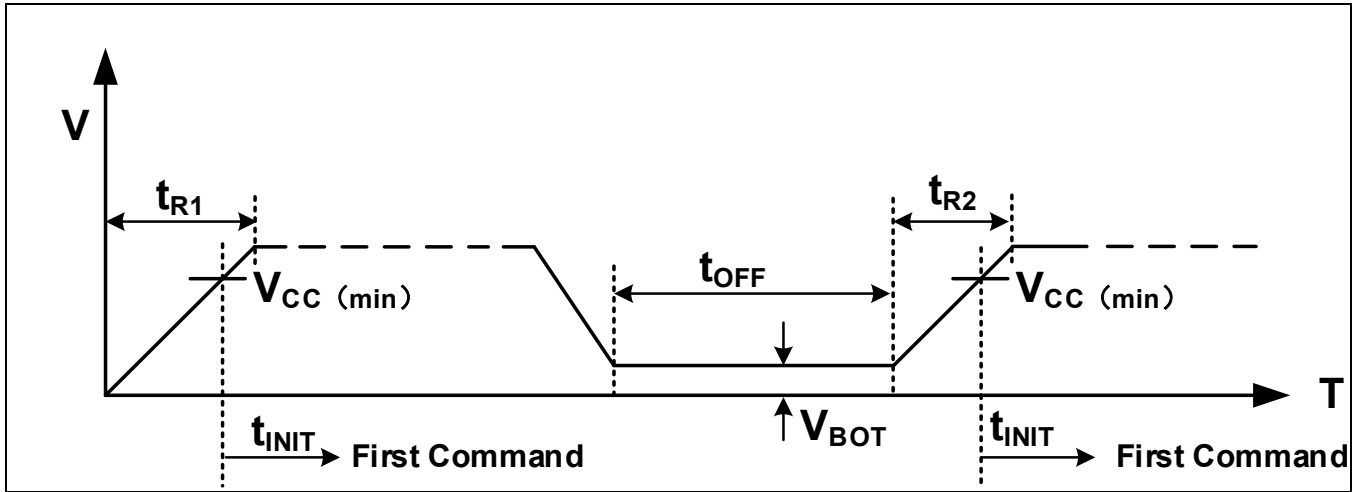 V
tR1
tR2
tOFF
VCC（min）
VCC（min）
T
VBOT
tINIT
First Command
tINIT
First Command